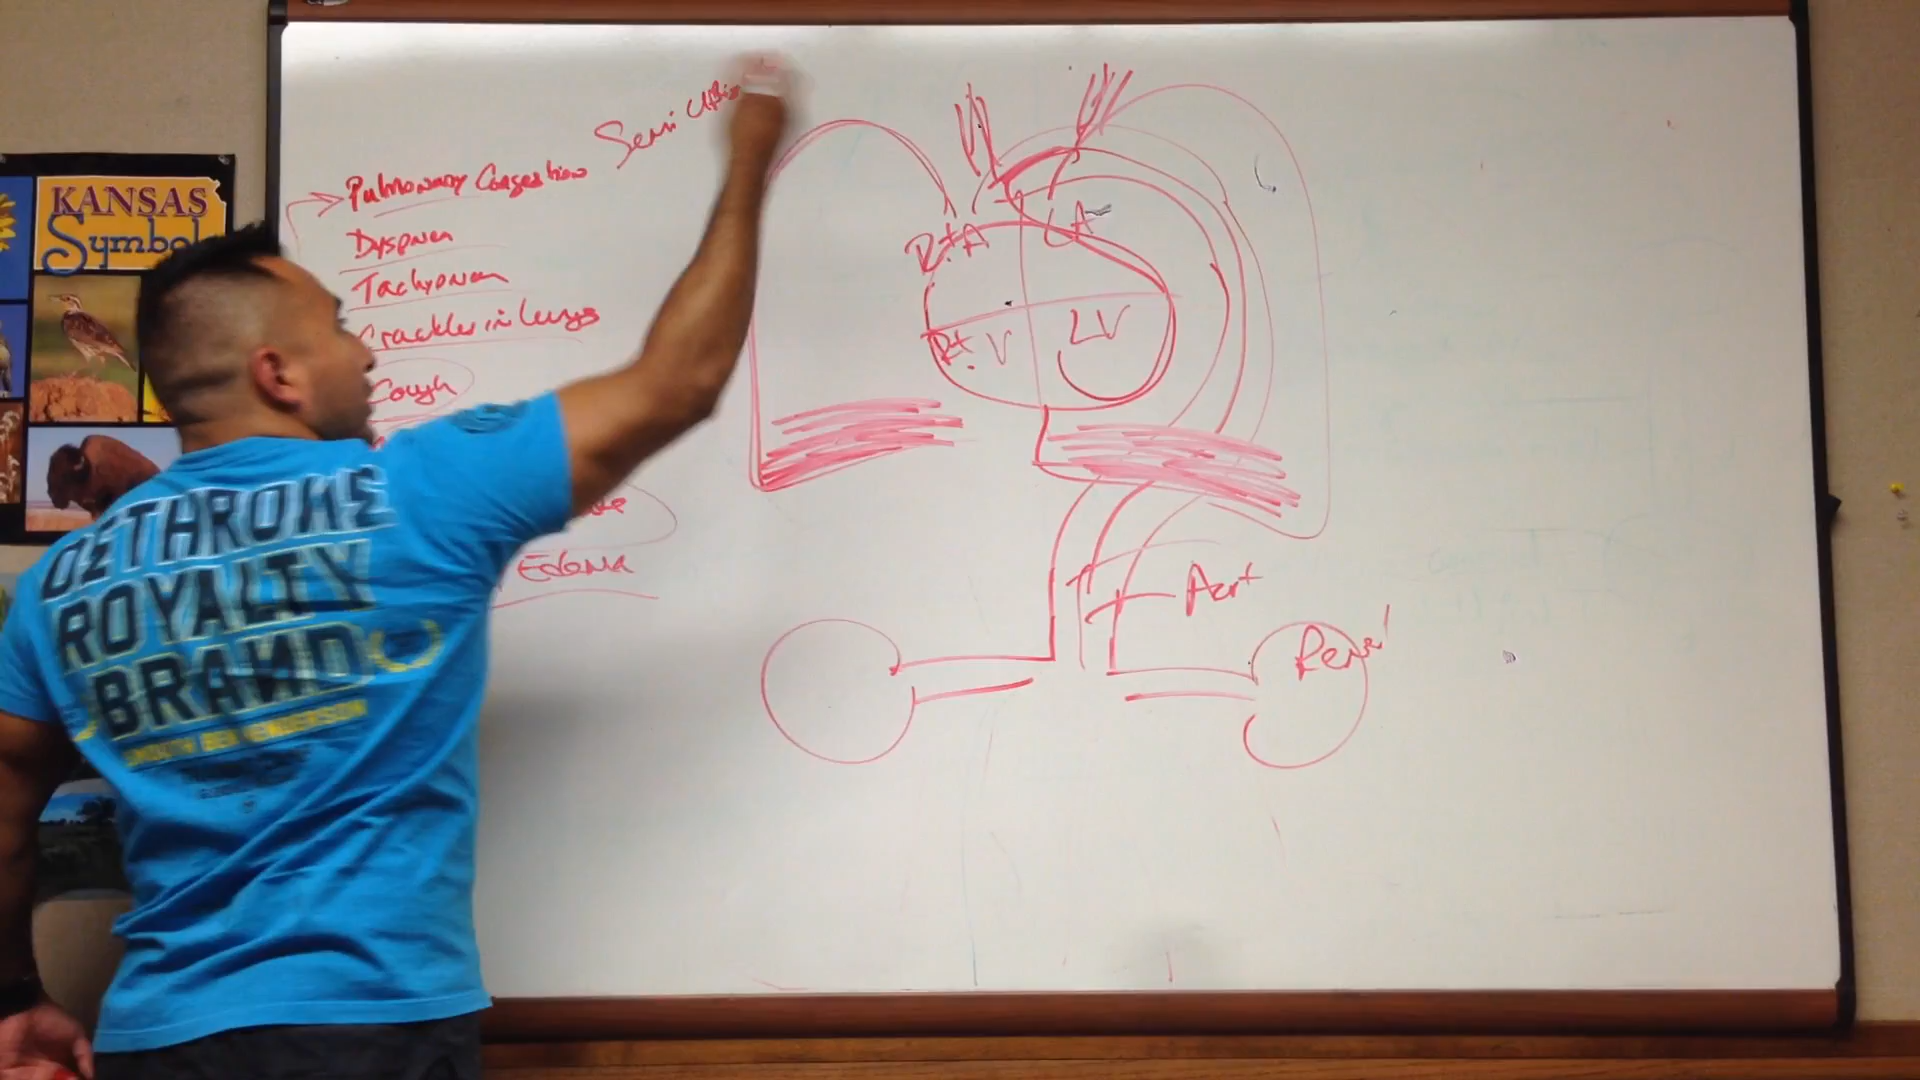 KANSAS
Symbol
Semi
Pulmonary Congestion
Dyspnea
Tachypnea
Crackles in lungs
Cough
Edema
Rt A
LA
Rt. V
LV
Renal
DETHRONE
ROYALTY
BRAND